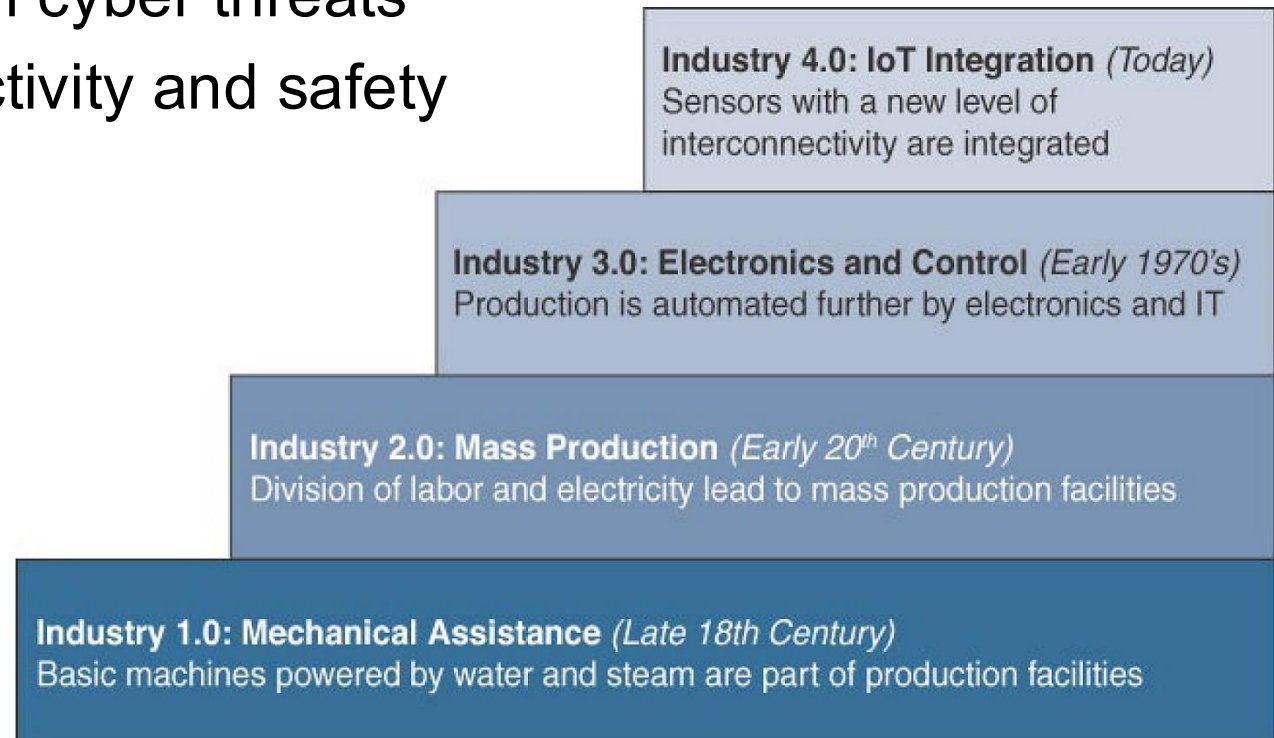 cyber threats
and safety
Industry 4.0: IoT Integration (Today)
Sensors with a new level of
interconnectivity are integrated
Industry 3.0: Electronics and Control (Early 1970’s)
Production is automated further by electronics and IT
Industry 2.0: Mass Production (Early 20th Century)
Division of labor and electricity lead to mass production facilities
Industry 1.0: Mechanical Assistance (Late 18th Century)
Basic machines powered by water and steam are part of production facilities